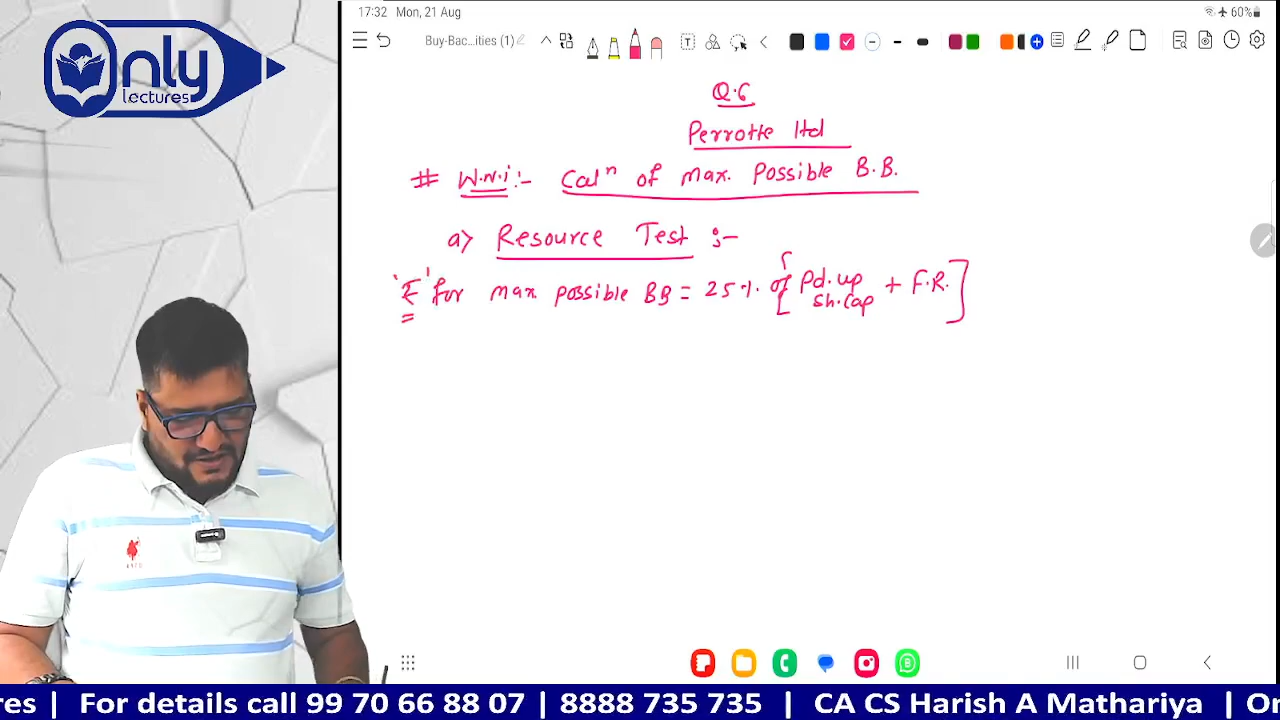 17:32 Mon, 21 Aug
60%
Only
Lectures
Buy-Bac...ities (1)
Q.6
Perrotte ltd
# W.N.1:- Calⁿ of max. Possible B.B.
a) Resource Test :-
'₹' for max possible BB = 25% of [Pd.up sh.cap + F.R.]
res | For details call 99 70 66 88 07 | 8888 735 735 | CA CS Harish A Mathariya | On